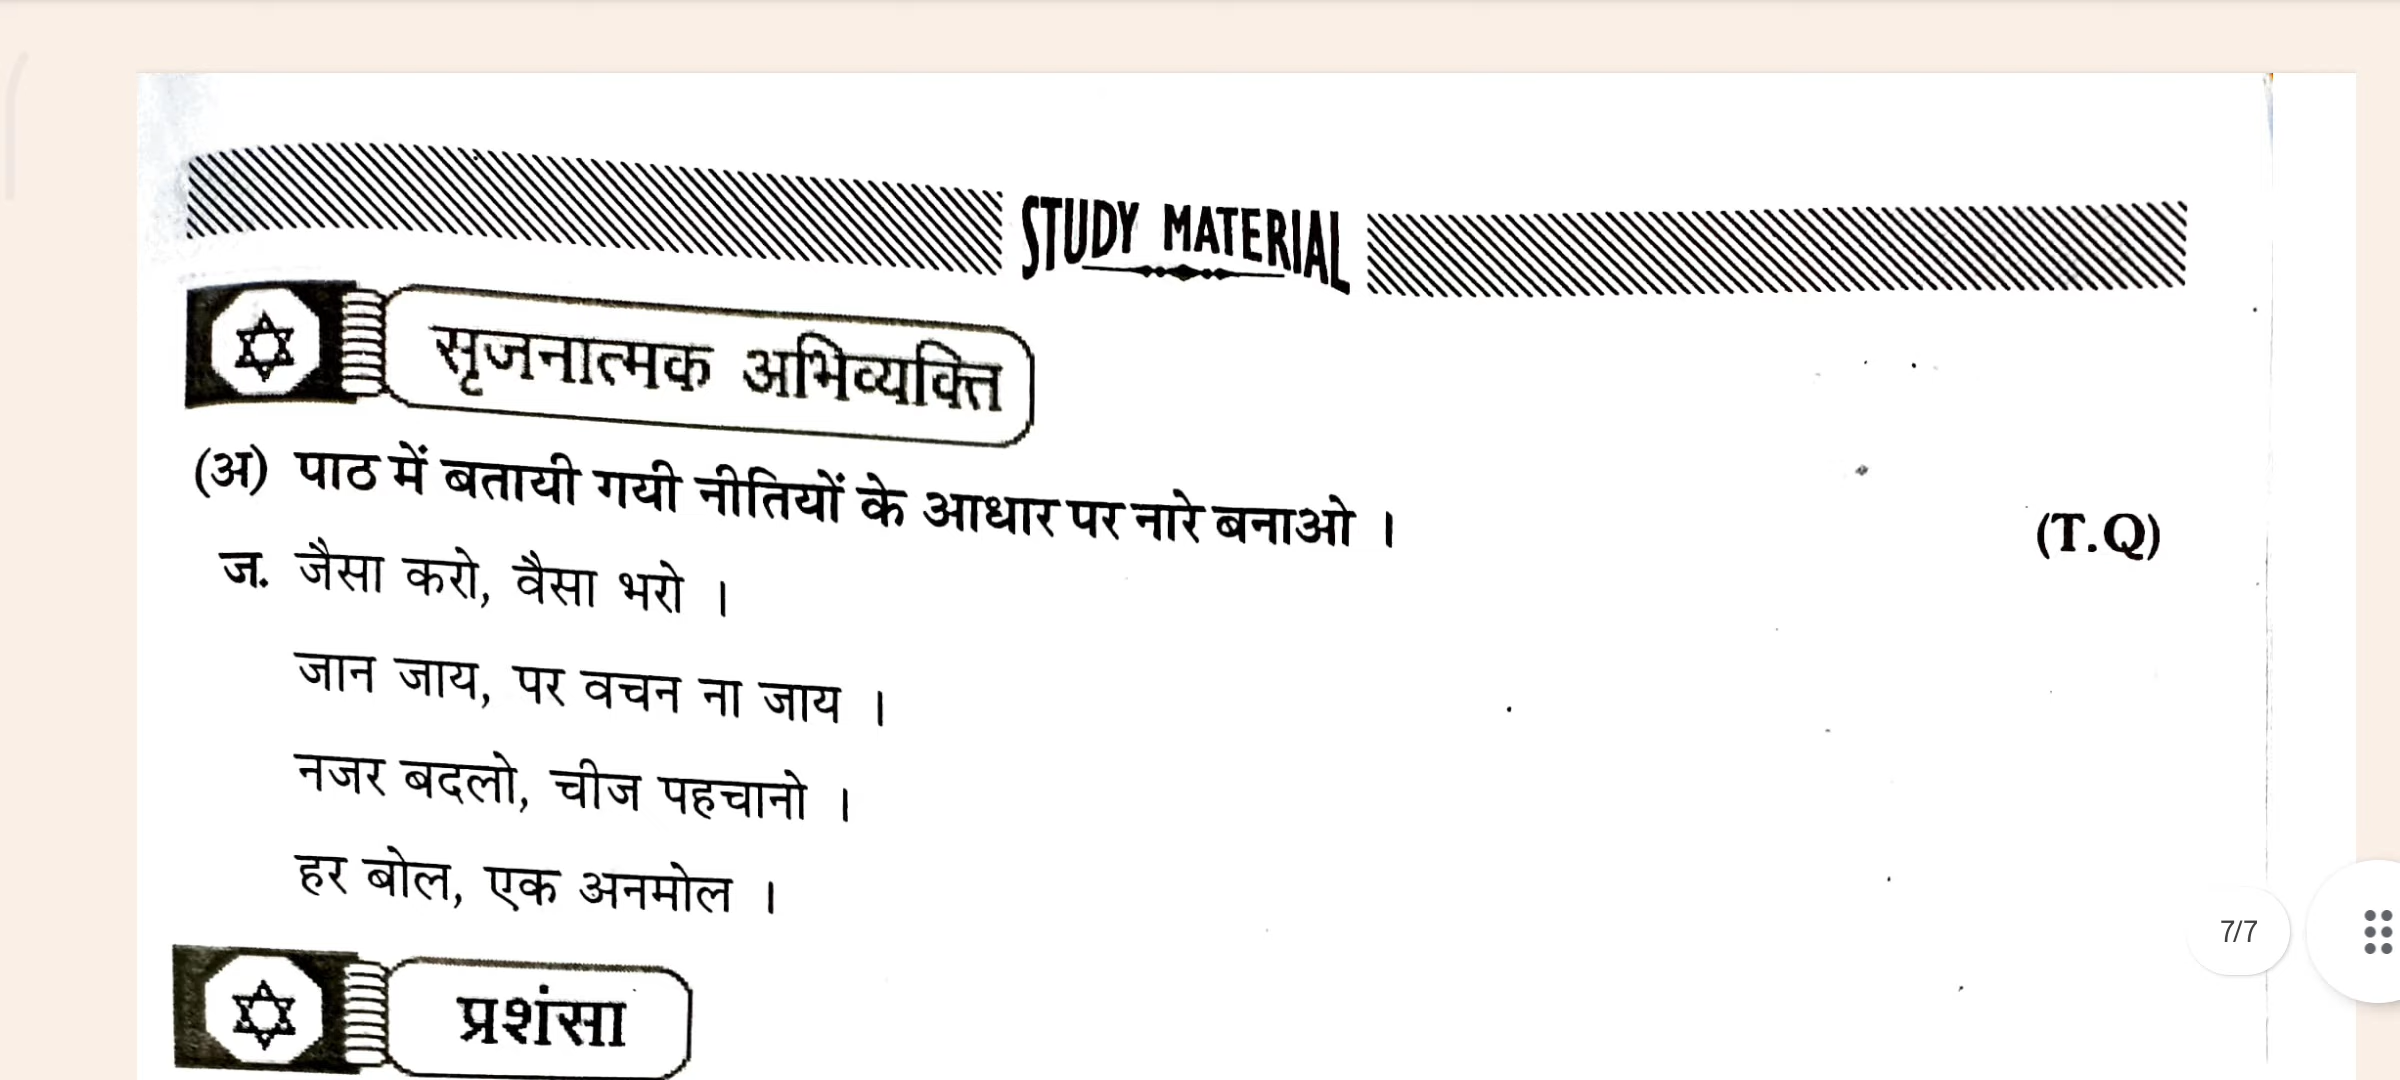 STUDY MATERIAL
सृजनात्मक अभिव्यक्ति
(अ) पाठ में बतायी गयी नीतियों के आधार पर नारे बनाओ । (T.Q)
ज. जैसा करो, वैसा भरो ।
जान जाय, पर वचन ना जाय ।
नजर बदलो, चीज पहचानो ।
हर बोल, एक अनमोल ।
7/7
प्रशंसा